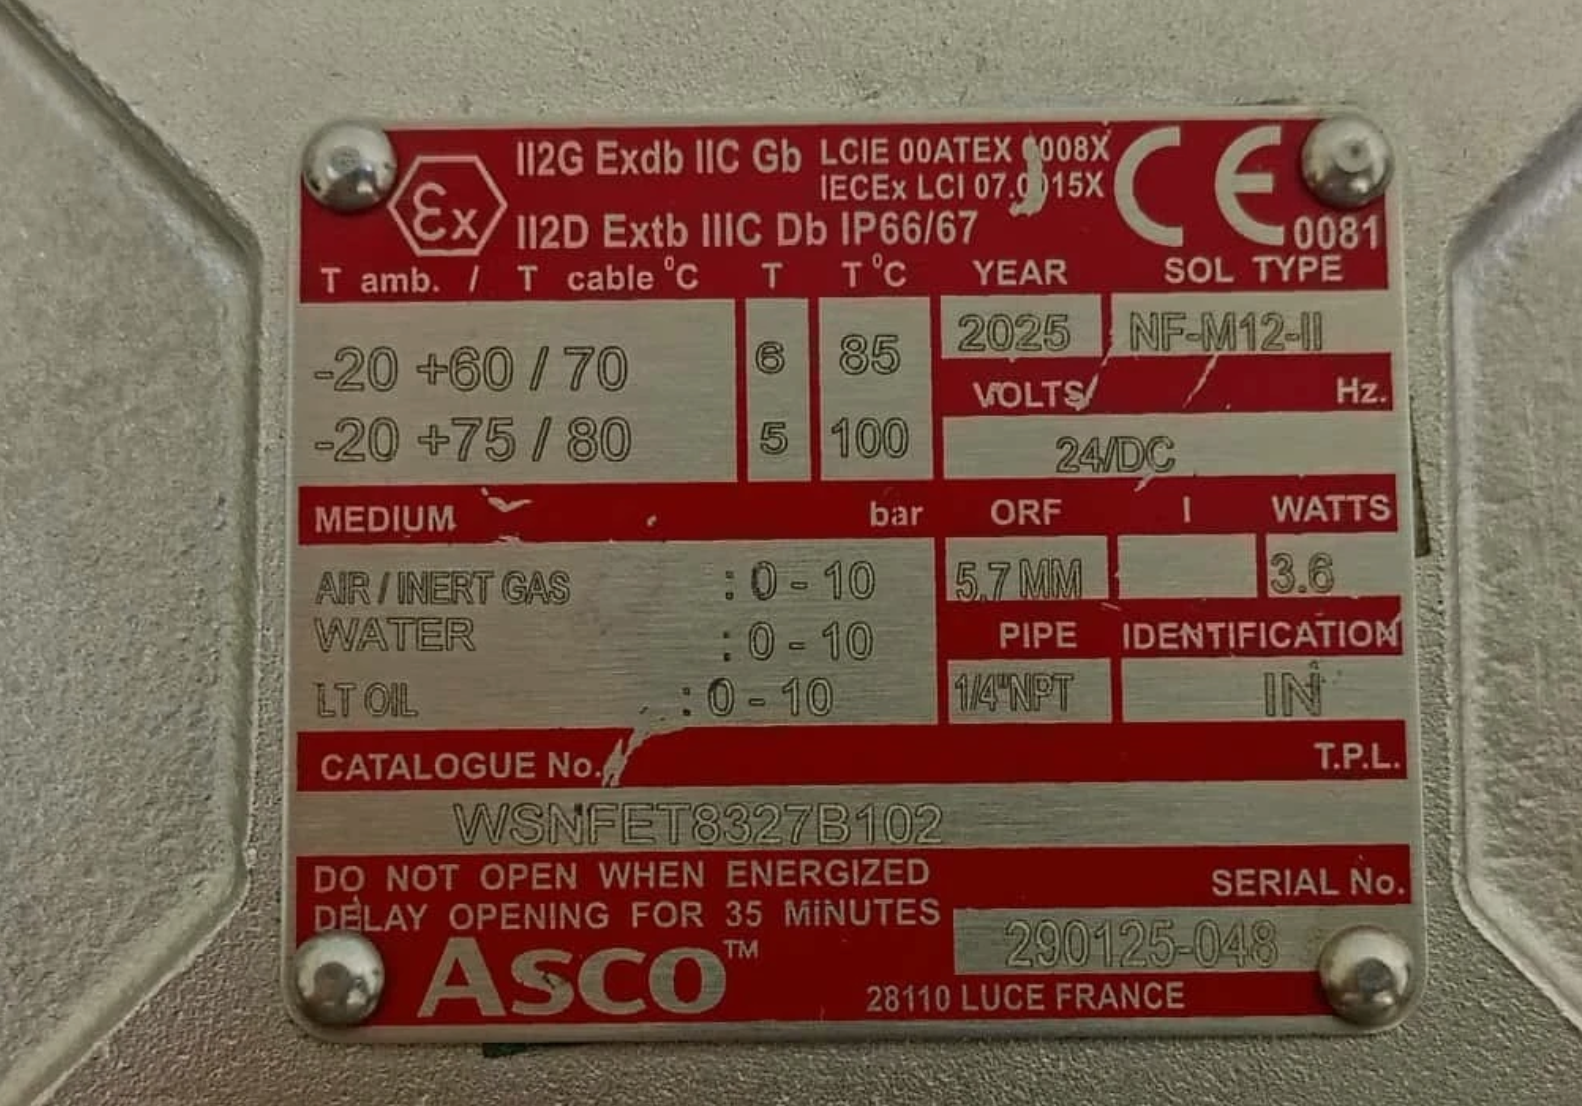 II2G Exdb IIC Gb LCIE 00ATEX 008X
IECEx LCI 07. 15X
Ex II2D Extb IIIC Db IP66/67 CE 0081
T amb. / T cable °C T T °C YEAR SOL TYPE
-20 +60 / 70 6 85 2025 NF-M12-II
VOLTS/ Hz.
-20 +75 / 80 5 100 24/DC
MEDIUM bar ORF I WATTS
AIR / INERT GAS : 0 - 10 5.7 MM 3.6
WATER : 0 - 10 PIPE IDENTIFICATION
LT OIL : 0 - 10 1/4"NPT IN
CATALOGUE No. T.P.L.
WSNFET8327B102
DO NOT OPEN WHEN ENERGIZED SERIAL No.
DELAY OPENING FOR 35 MINUTES
290125-048
ASCO™ 28110 LUCE FRANCE